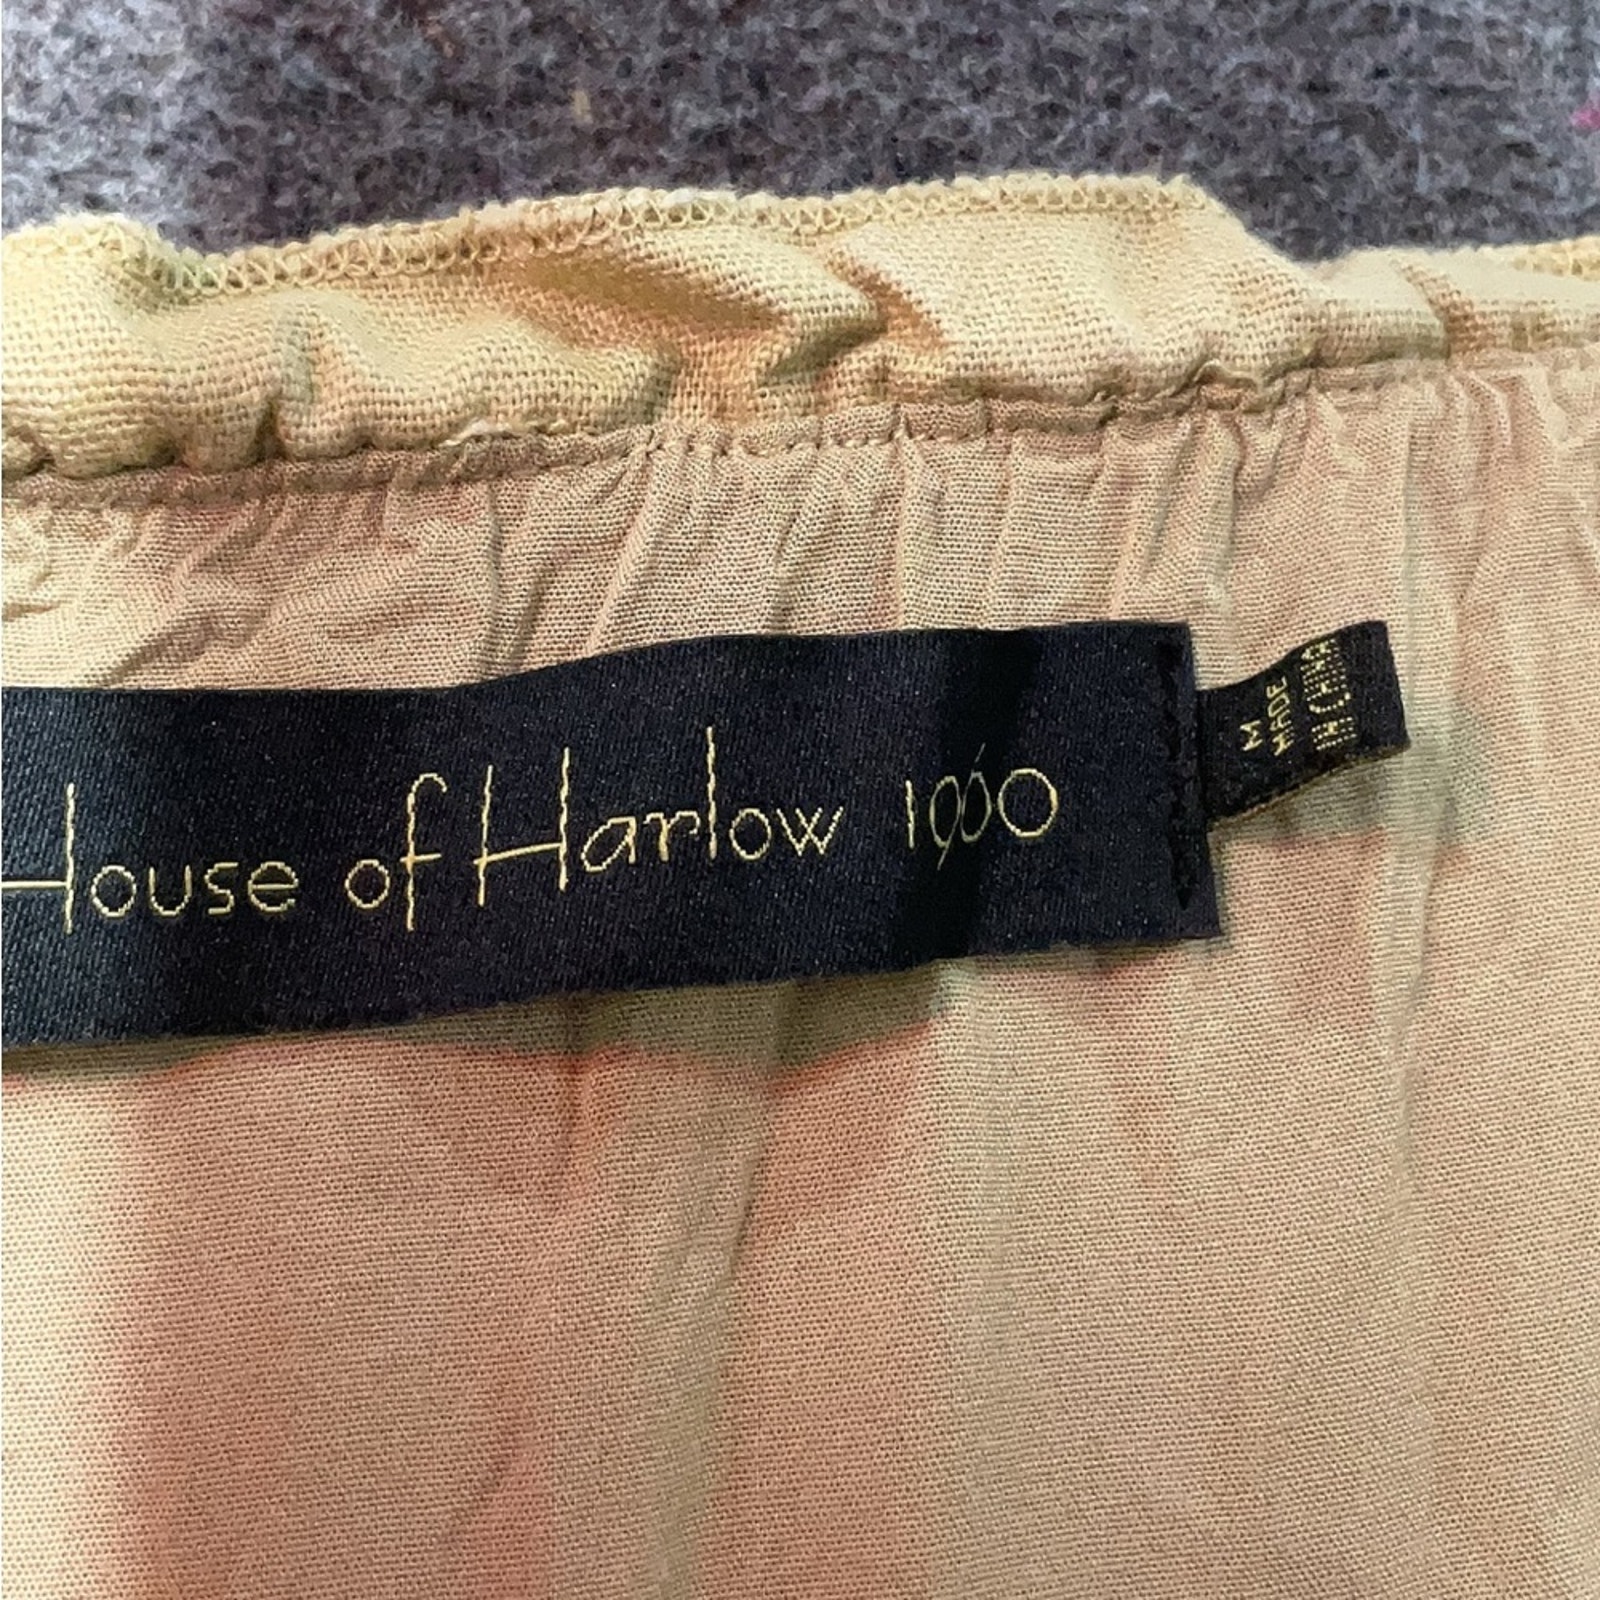 House of Harlow 1960
M
MADE
IN CHINA